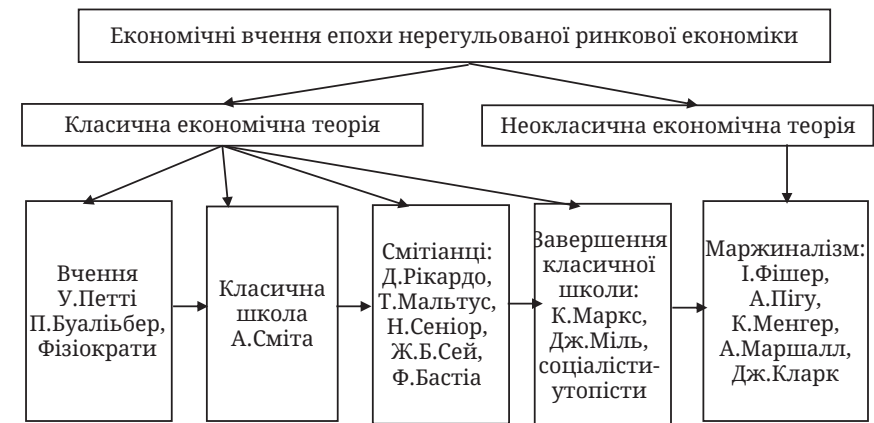 Економічні вчення епохи нерегульованої ринкової економіки
Класична економічна теорія
Неокласична економічна теорія
Вчення
У.Петті
П.Буаліьбер,
Фізіократи
Класична
школа
А.Сміта
Смітіанці:
Д.Рікардо,
Т.Мальтус,
Н.Сеніор,
Ж.Б.Сей,
Ф.Бастіа
Завершення
класичної
школи:
К.Маркс,
Дж.Міль,
соціалісти-
утопісти
Маржиналізм:
І.Фішер,
А.Пігу,
К.Менгер,
А.Маршалл,
Дж.Кларк